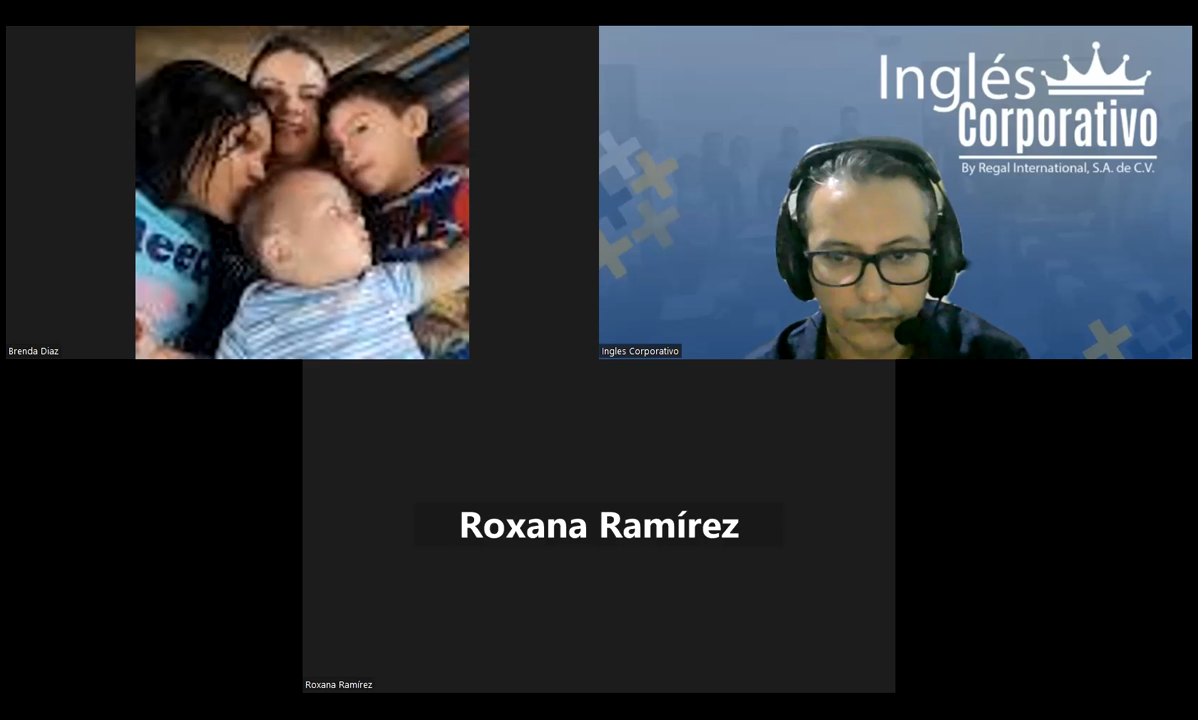 Inglés
Corporativo
By Regal International, S.A. de C.V.
Brenda Diaz
Ingles Corporativo
Roxana Ramírez
Roxana Ramírez